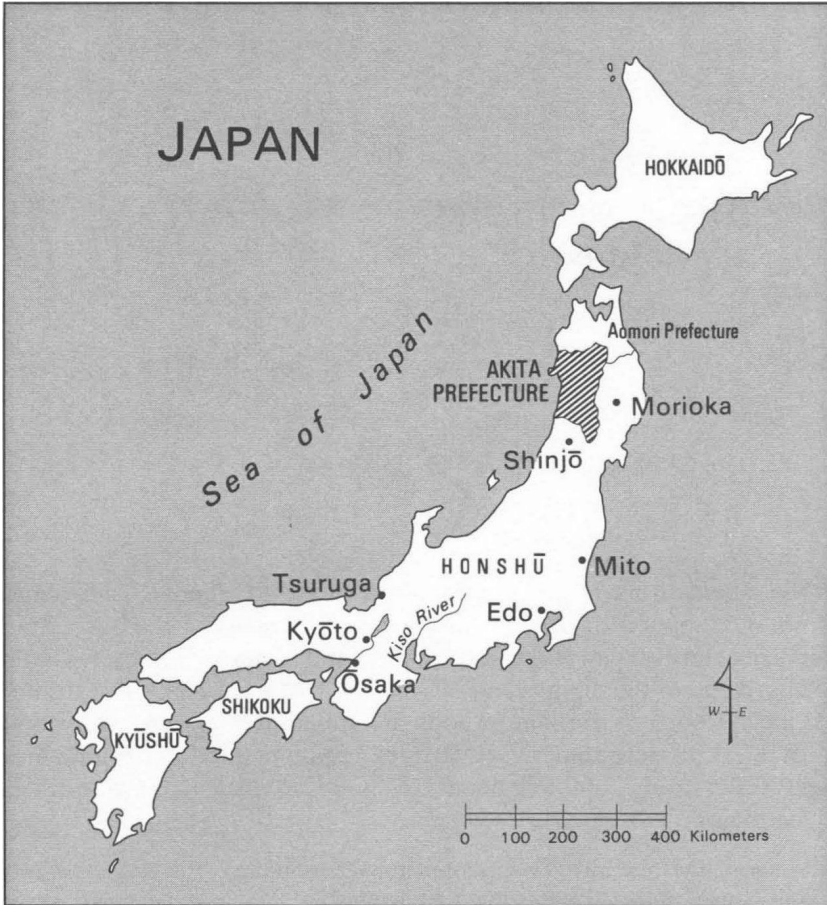 JAPAN
HOKKAIDŌ
Aomori Prefecture
AKITA
PREFECTURE
Morioka
Shinjō
Sea of Japan
HONSHŪ
Mito
Tsuruga
Edo
Kiso River
Kyōto
Ōsaka
SHIKOKU
KYŪSHŪ
W E
0 100 200 300 400 Kilometers